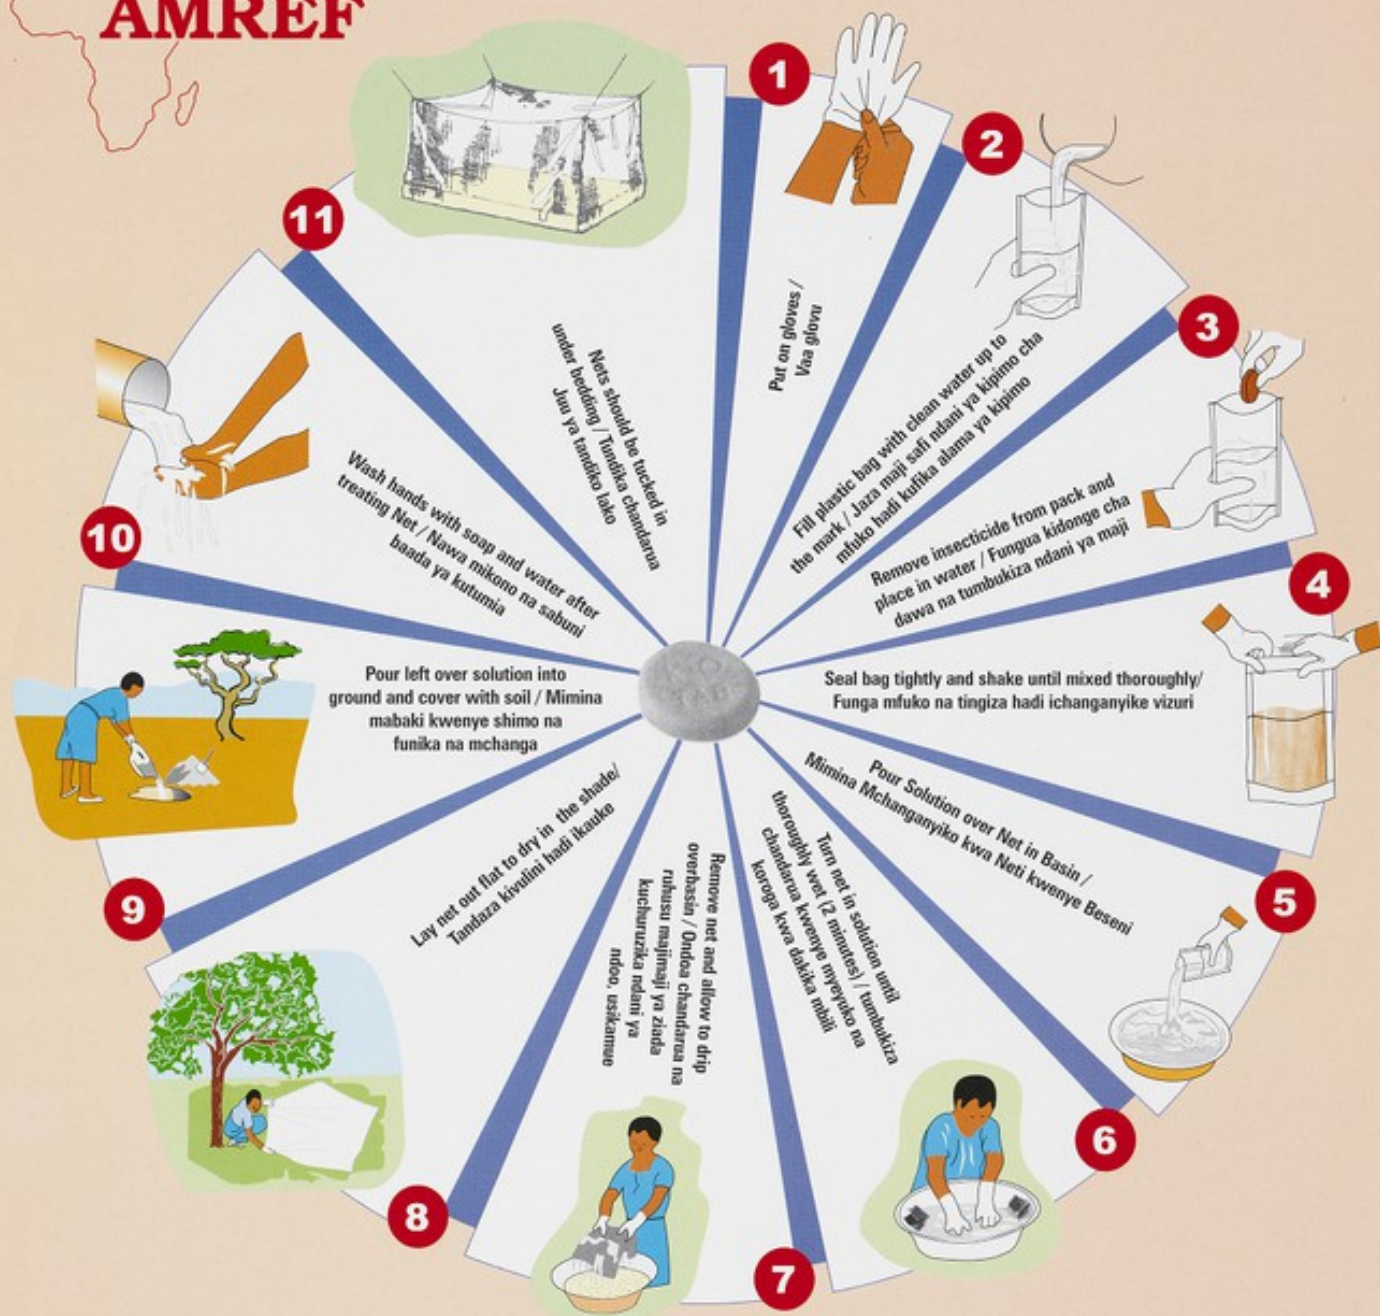 AMREF
1
Put on gloves /
Vaa glovu
2
Fill plastic bag with clean water up to
the mark / Jaza maji safi ndani ya kipimo cha
mfuko hadi kufika alama ya kipimo
3
Remove insecticide from pack and
place in water / Fungua kidonge cha
dawa na tumbukiza ndani ya maji
4
Seal bag tightly and shake until mixed thoroughly/
Funga mfuko na tingiza hadi ichanganyike vizuri
5
Pour Solution over Net in Basin /
Mimina Mchanganyiko kwa Neti kwenye Beseni
6
Turn net in solution until
thoroughly wet (2 minutes) / tumbukiza
chandarua kwenye myeyuko na
koroga kwa dakika mbili
7
Remove net and allow to drip
overbasin / Ondoa chandarua na
ruhusu majimaji ya ziada
kuchuruzika ndani ya
ndoo, usikamue
8
Lay net out flat to dry in the shade/
Tandaza kivulini hadi ikauke
9
Pour left over solution into
ground and cover with soil / Mimina
mabaki kwenye shimo na
funika na mchanga
10
Wash hands with soap and water after
treating Net / Nawa mikono na sabuni
baada ya kutumia
11
Nets should be tucked in
under bedding / Tundika chandarua
Juu ya tandiko lako
KO
TAB